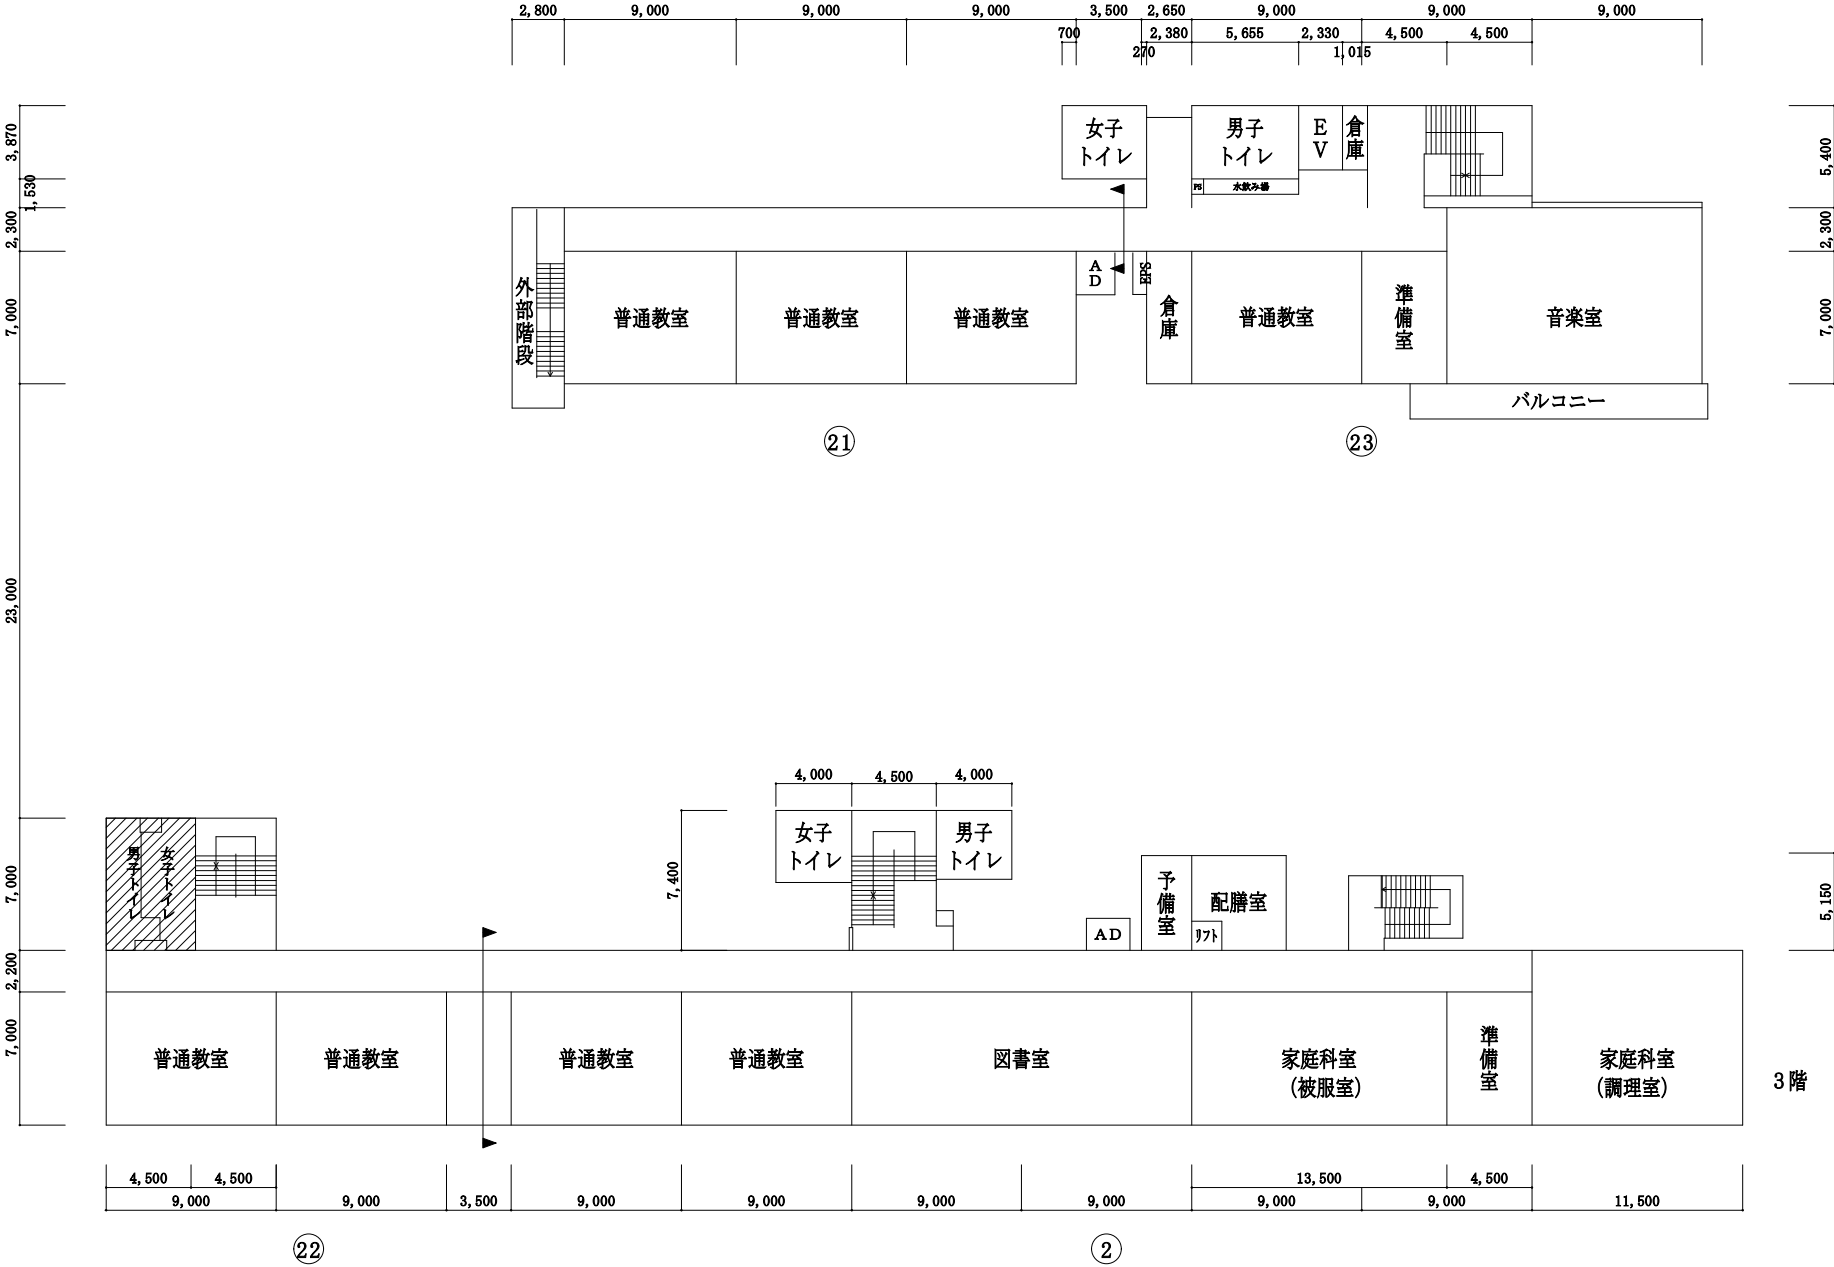 2,800 9,000 9,000 9,000 3,500 2,650 9,000 9,000 9,000
700 270 2,380 5,655 2,330 1,015 4,500 4,500
3,870
1,530
2,300
7,000
23,000
7,000
2,200
7,000
5,400
2,300
7,000
5,150
女子
トイレ
男子
トイレ
EV
倉庫
PS
水飲み場
外部階段
普通教室
普通教室
普通教室
AD
EPS
倉庫
普通教室
準備室
音楽室
バルコニー
21
23
4,000 4,500 4,000
7,400
男子トイレ
女子トイレ
女子
トイレ
男子
トイレ
AD
予備室
配膳室
リフト
普通教室
普通教室
普通教室
普通教室
図書室
家庭科室
(被服室)
準備室
家庭科室
(調理室)
3階
4,500 4,500 13,500 4,500
9,000 9,000 3,500 9,000 9,000 9,000 9,000 9,000 9,000 11,500
22
2